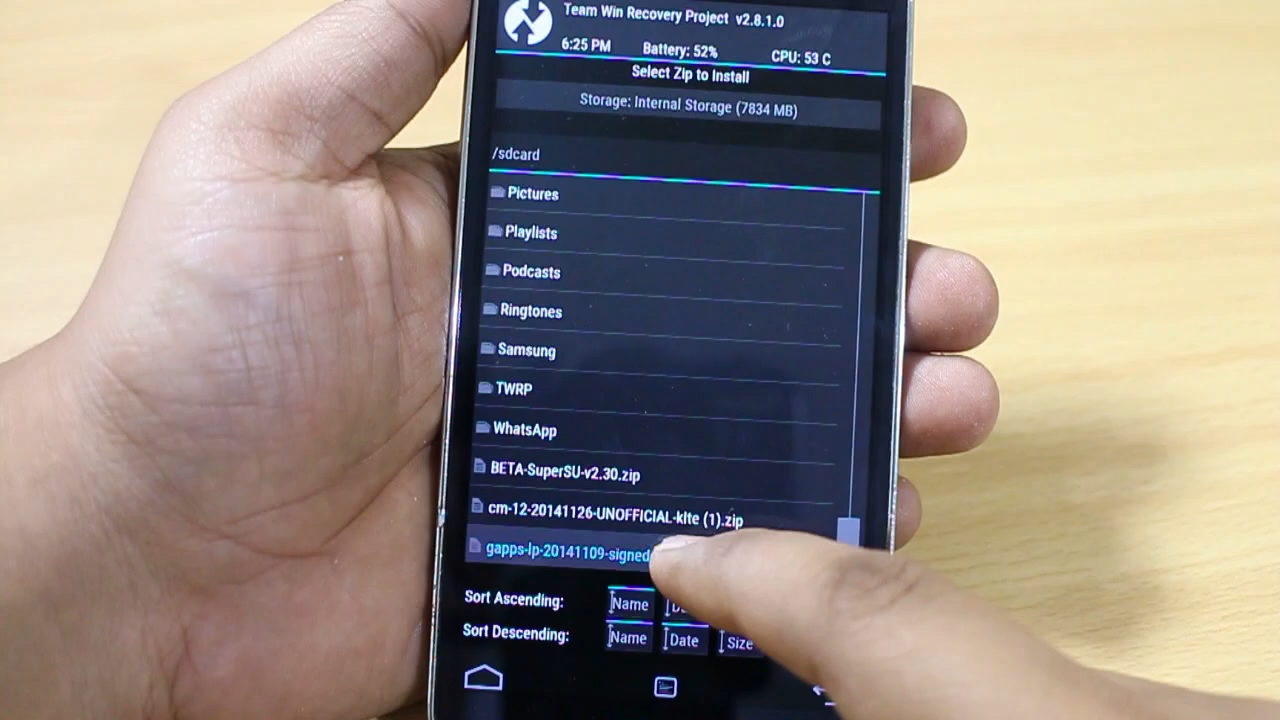 Team Win Recovery Project v2.8.1.0
6:25 PM Battery: 52% CPU: 53 C
Select Zip to Install
Storage: Internal Storage (7834 MB)
/sdcard
Pictures
Playlists
Podcasts
Ringtones
Samsung
TWRP
WhatsApp
BETA-SuperSU-v2.30.zip
cm-12-20141126-UNOFFICIAL-klte (1).zip
gapps-lp-20141109-signed
Sort Ascending: Name
Sort Descending: Name Date Size